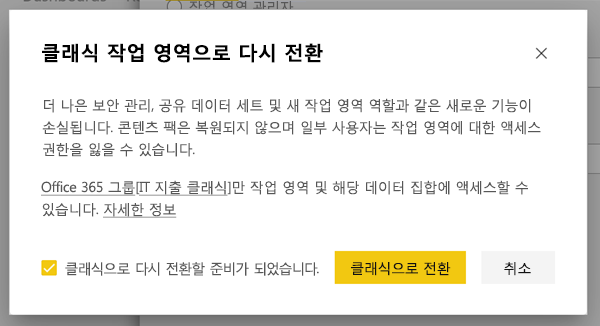 작업 영역 관리자
클래식 작업 영역으로 다시 전환
더 나은 보안 관리, 공유 데이터 세트 및 새 작업 영역 역할과 같은 새로운 기능이
손실됩니다. 콘텐츠 팩은 복원되지 않으며 일부 사용자는 작업 영역에 대한 액세스
권한을 잃을 수 있습니다.
Office 365 그룹[IT 지출 클래식]만 작업 영역 및 해당 데이터 집합에 액세스할 수
있습니다. 자세한 정보
클래식으로 다시 전환할 준비가 되었습니다.
클래식으로 전환
취소